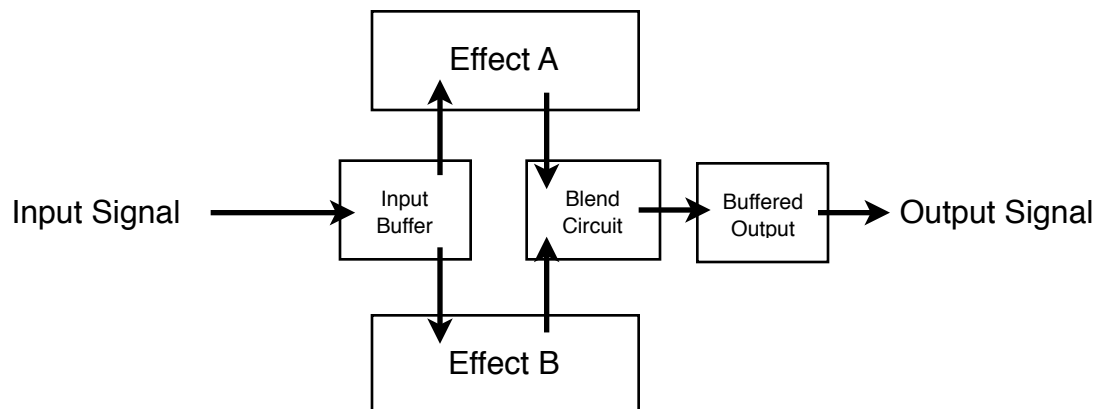 Effect A
Input Signal
Input
Buffer
Blend
Circuit
Buffered
Output
Output Signal
Effect B